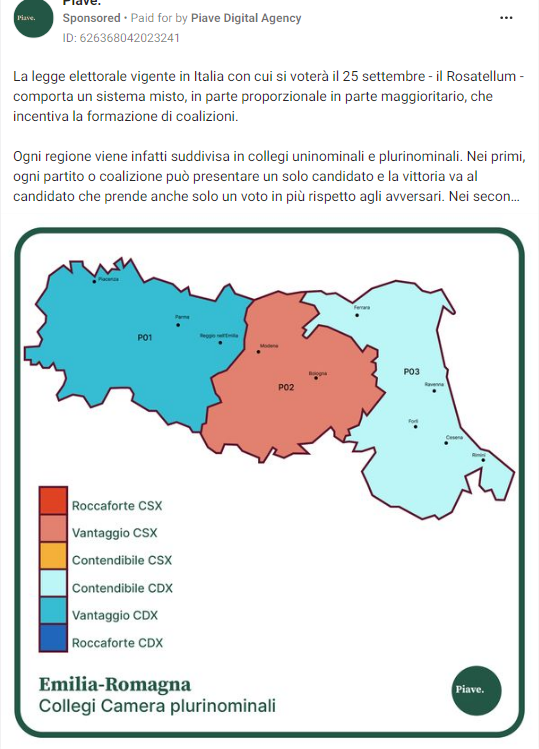 Piave.
Piave.
Sponsored • Paid for by Piave Digital Agency
ID: 626368042023241
La legge elettorale vigente in Italia con cui si voterà il 25 settembre - il Rosatellum -
comporta un sistema misto, in parte proporzionale in parte maggioritario, che
incentiva la formazione di coalizioni.
Ogni regione viene infatti suddivisa in collegi uninominali e plurinominali. Nei primi,
ogni partito o coalizione può presentare un solo candidato e la vittoria va al
candidato che prende anche solo un voto in più rispetto agli avversari. Nei secon...
Piacenza
Parma
Reggio nell'Emilia
P01
Modena
Bologna
P02
Ferrara
P03
Ravenna
Forlì
Cesena
Rimini
Roccaforte CSX
Vantaggio CSX
Contendibile CSX
Contendibile CDX
Vantaggio CDX
Roccaforte CDX
Emilia-Romagna
Collegi Camera plurinominali
Piave.